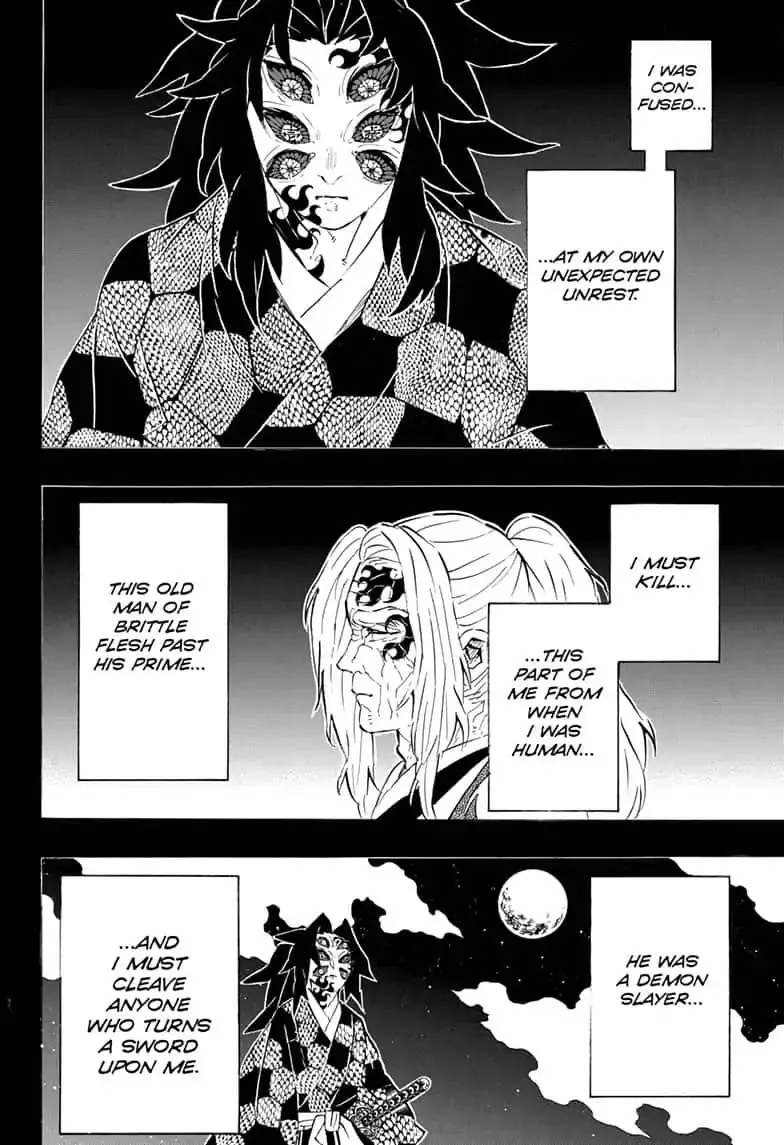 I WAS
CON-
FUSED...
...AT MY OWN
UNEXPECTED
UNREST.
I MUST
KILL...
...THIS
PART OF
ME FROM
WHEN
I WAS
HUMAN...
THIS OLD
MAN OF
BRITTLE
FLESH PAST
HIS PRIME...
HE WAS
A DEMON
SLAYER...
...AND
I MUST
CLEAVE
ANYONE
WHO TURNS
A SWORD
UPON ME.